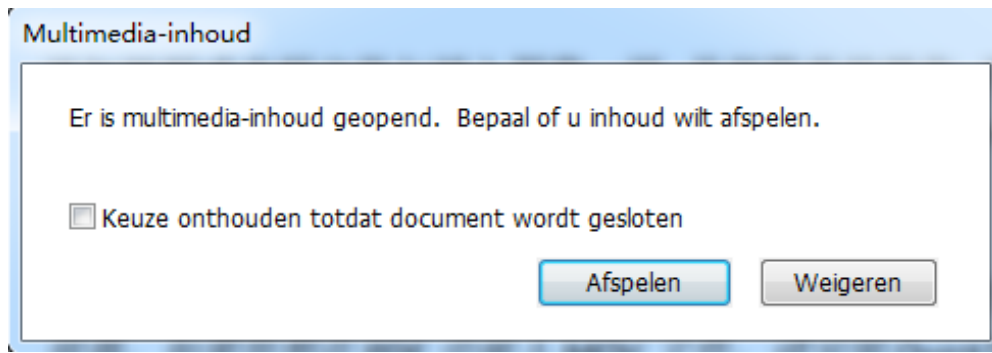 Multimedia-inhoud
Er is multimedia-inhoud geopend.  Bepaal of u inhoud wilt afspelen.
Keuze onthouden totdat document wordt gesloten
Afspelen
Weigeren